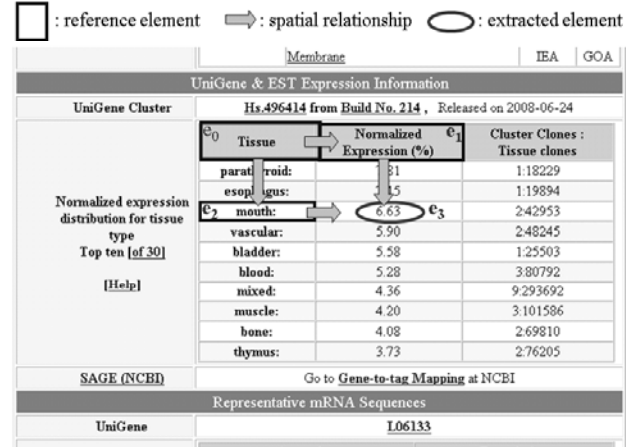 : reference element : spatial relationship : extracted element
Membrane IEA GOA
UniGene & EST Expression Information
UniGene Cluster Hs.496414 from Build No. 214 , Released on 2008-06-24
e0 Tissue Normalized Expression (%) e1 Cluster Clones : Tissue clones
1:18229
1:19894
Normalized expression distribution for tissue type
Top ten [of 30]
[Help]
e2 mouth: 6.63 e3 2:42953
vascular: 5.90 2:48245
bladder: 5.58 1:25503
blood: 5.28 3:80792
mixed: 4.36 9:293692
muscle: 4.20 3:101586
bone: 4.08 2:69810
thymus: 3.73 2:76205
SAGE (NCBI) Go to Gene-to-tag Mapping at NCBI
Representative mRNA Sequences
UniGene L06133